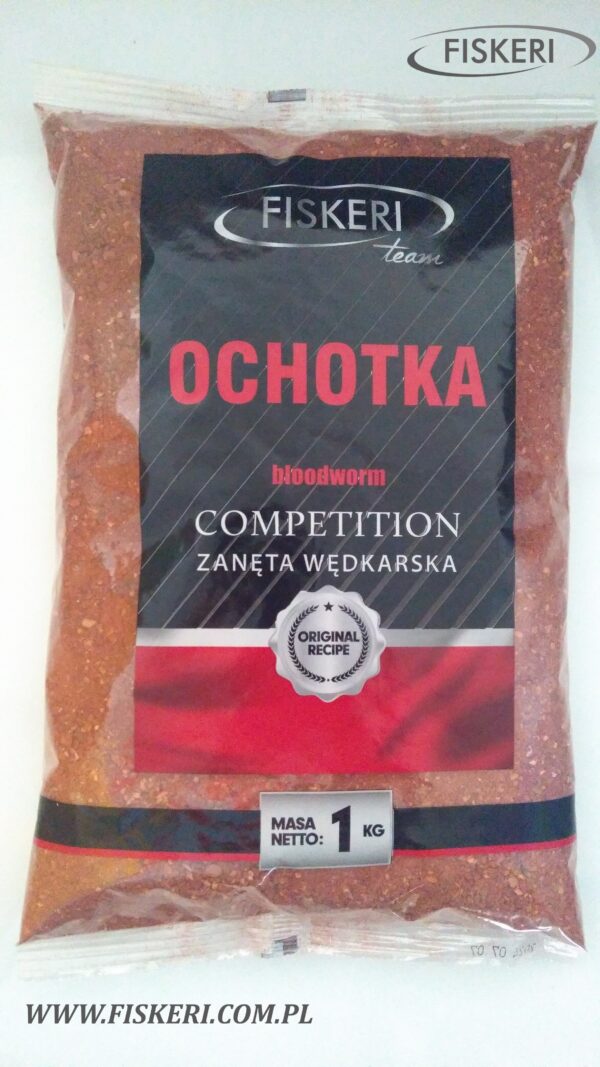 FISKERI
FISKERI
team
OCHOTKA
bloodworm
COMPETITION
ZANĘTA WĘDKARSKA
ORIGINAL
RECIPE
MASA
NETTO: 1 KG
WWW.FISKERI.COM.PL